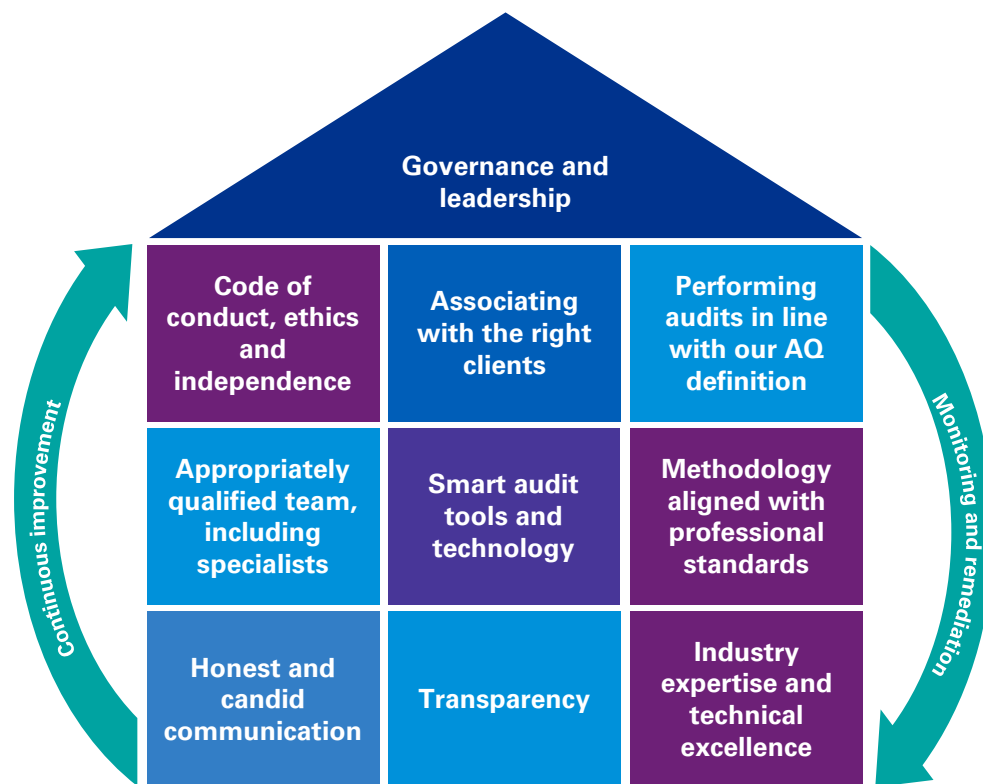 Governance and
leadership
Code of
conduct, ethics
and
independence
Associating
with the right
clients
Performing
audits in line
with our AQ
definition
Appropriately
qualified team,
including
specialists
Smart audit
tools and
technology
Methodology
aligned with
professional
standards
Honest and
candid
communication
Transparency
Industry
expertise and
technical
excellence
Continuous improvement
Monitoring and remediation